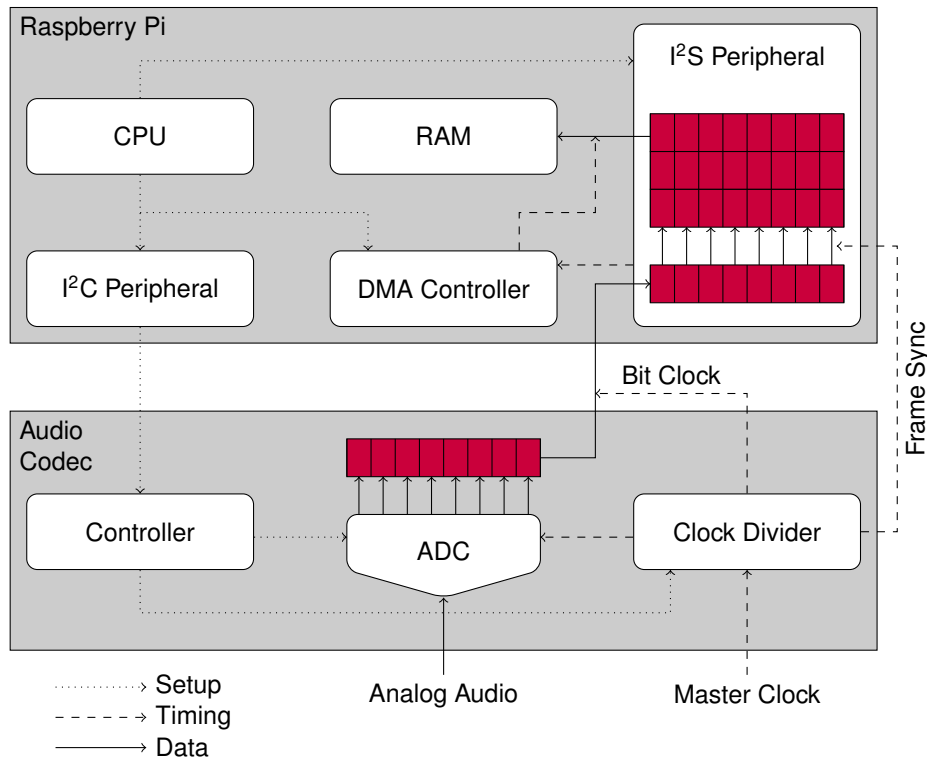 Raspberry Pi
I²S Peripheral
CPU
RAM
I²C Peripheral
DMA Controller
Bit Clock
Frame Sync
Audio
Codec
Controller
ADC
Clock Divider
Analog Audio
Master Clock
Setup
Timing
Data